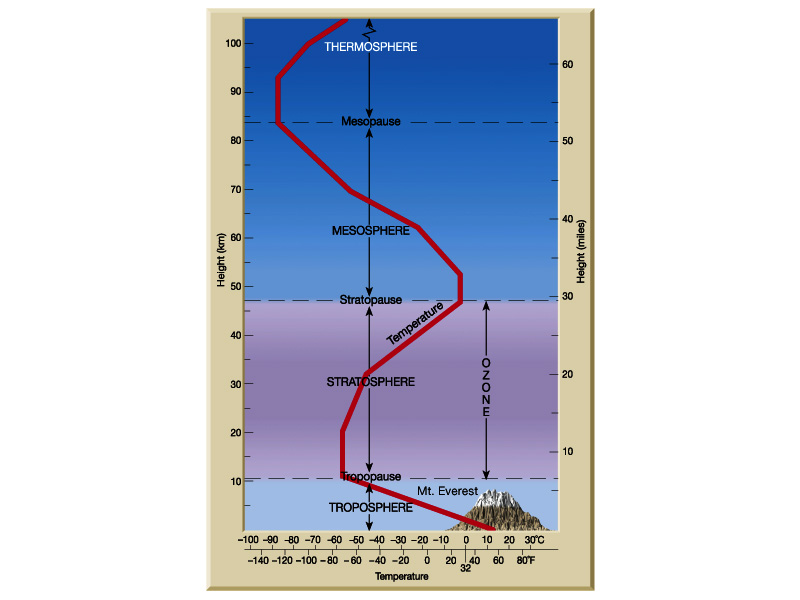 THERMOSPHERE
Mesopause
MESOSPHERE
Stratopause
Temperature
STRATOSPHERE
OZONE
Tropopause
Mt. Everest
TROPOSPHERE
Height (km)
100
90
80
70
60
50
40
30
20
10
Height (miles)
60
50
40
30
20
10
-100 -90 -80 -70 -60 -50 -40 -30 -20 -10 0 10 20 30°C
-140 -120 -100 -80 -60 -40 -20 0 20 32 40 60 80°F
Temperature